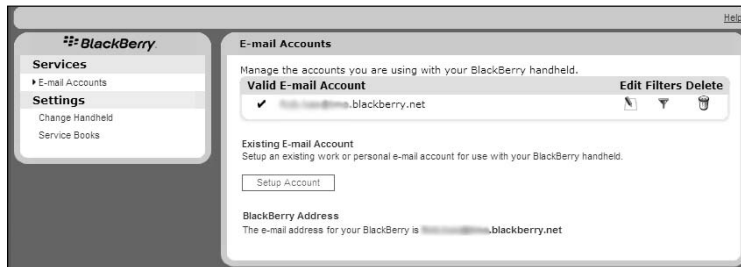 Help
BlackBerry.
Services
E-mail Accounts
Settings
Change Handheld
Service Books
E-mail Accounts
Manage the accounts you are using with your BlackBerry handheld.
Valid E-mail Account Edit Filters Delete
.blackberry.net
Existing E-mail Account
Setup an existing work or personal e-mail account for use with your BlackBerry handheld.
Setup Account
BlackBerry Address
The e-mail address for your BlackBerry is .blackberry.net